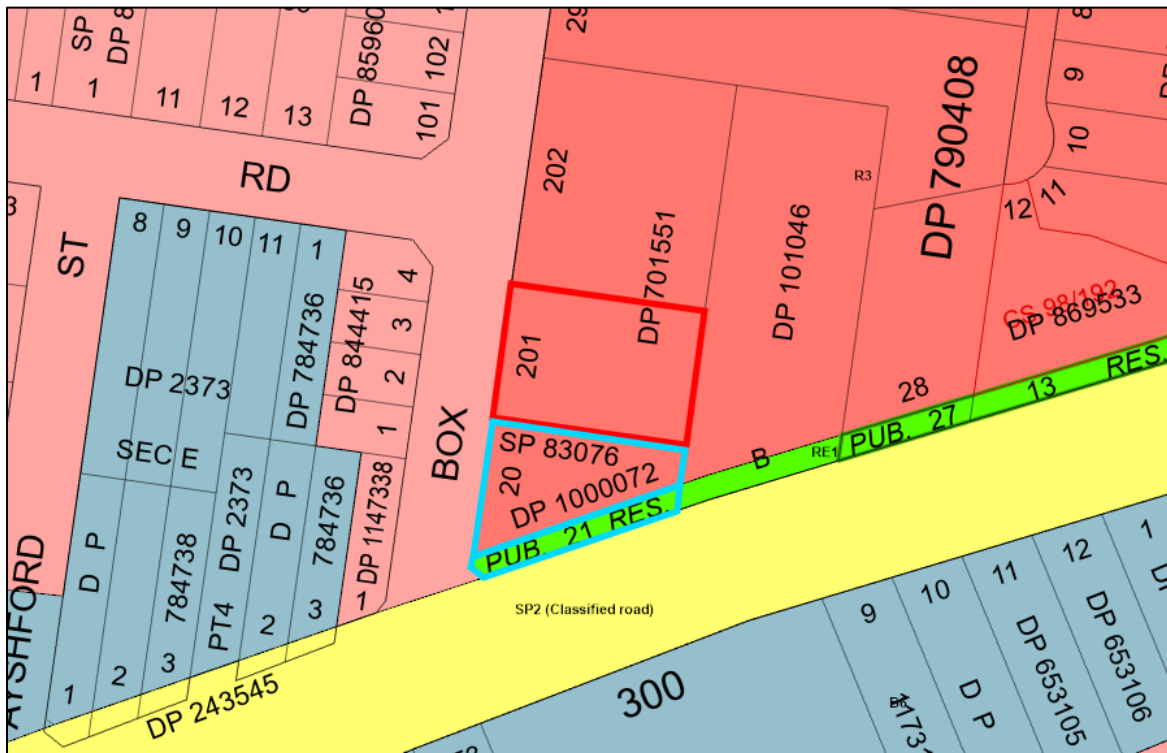 SP
DP 8
1
1
11
12
13
DP 85960
102
101
29
202
DP 701551
201
R3
DP 101046
DP 790408
8
9
10
11
12
CS 98/192
DP 869533
RD
ST
3
8
9
10
11
1
DP 784736
DP 844415
4
3
2
1
DP 2373
SEC E
BOX
SP 83076
20
DP 1000072
PUB. 21 RES.
B
RE1
28
PUB. 27 13 RES.
D P
784738
PT4 DP 2373
D P
784736
1 DP 1147338
AYSHFORD
1
2
3
2
3
DP 243545
SP2 (Classified road)
300
9
10
11
12
1
D P
DP 653105
DP 653106